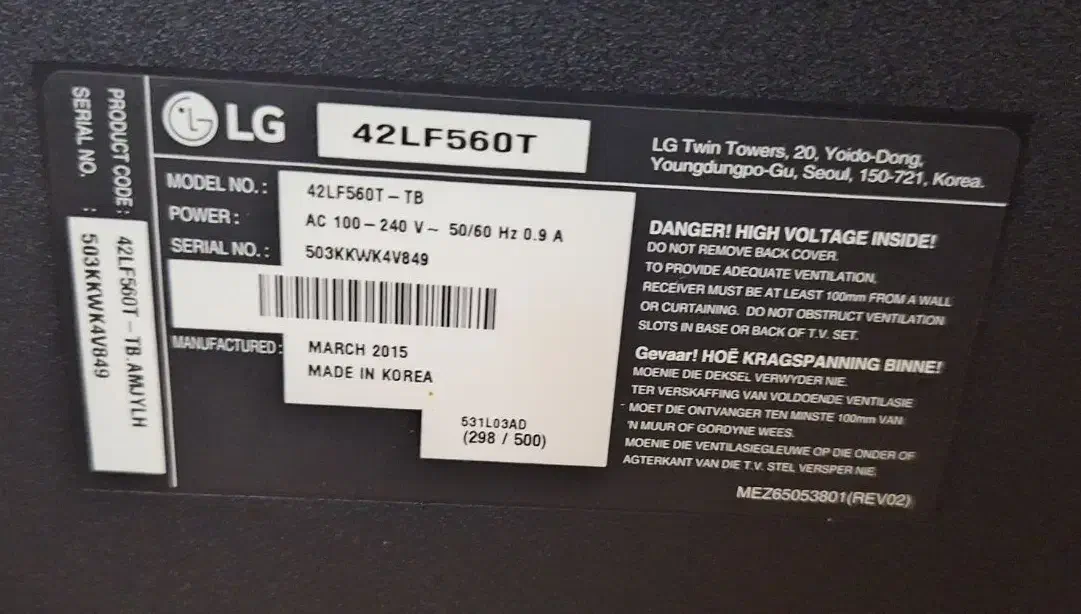 LG
42LF560T
LG Twin Towers, 20, Yoido-Dong,
Youngdungpo-Gu, Seoul, 150-721, Korea.
PRODUCT CODE : 42LF560T-TB.AMJYLH
SERIAL NO. : 503KKWK4V849
MODEL NO. : 42LF560T-TB
POWER : AC 100-240 V~ 50/60 Hz 0.9 A
SERIAL NO. : 503KKWK4V849
MANUFACTURED : MARCH 2015
MADE IN KOREA
531L03AD
(298 / 500)
DANGER! HIGH VOLTAGE INSIDE!
DO NOT REMOVE BACK COVER.
TO PROVIDE ADEQUATE VENTILATION,
RECEIVER MUST BE AT LEAST 100mm FROM A WALL
OR CURTAINING. DO NOT OBSTRUCT VENTILATION
SLOTS IN BASE OR BACK OF T.V. SET.
Gevaar! HOË KRAGSPANNING BINNE!
MOENIE DIE DEKSEL VERWYDER NIE.
TER VERSKAFFING VAN VOLDOENDE VENTILASIE
MOET DIE ONTVANGER TEN MINSTE 100mm VAN
'N MUUR OF GORDYNE WEES.
MOENIE DIE VENTILASIEGLEUWE OP DIE ONDER OF
AGTERKANT VAN DIE T.V. STEL VERSPER NIE.
MEZ65053801(REV02)